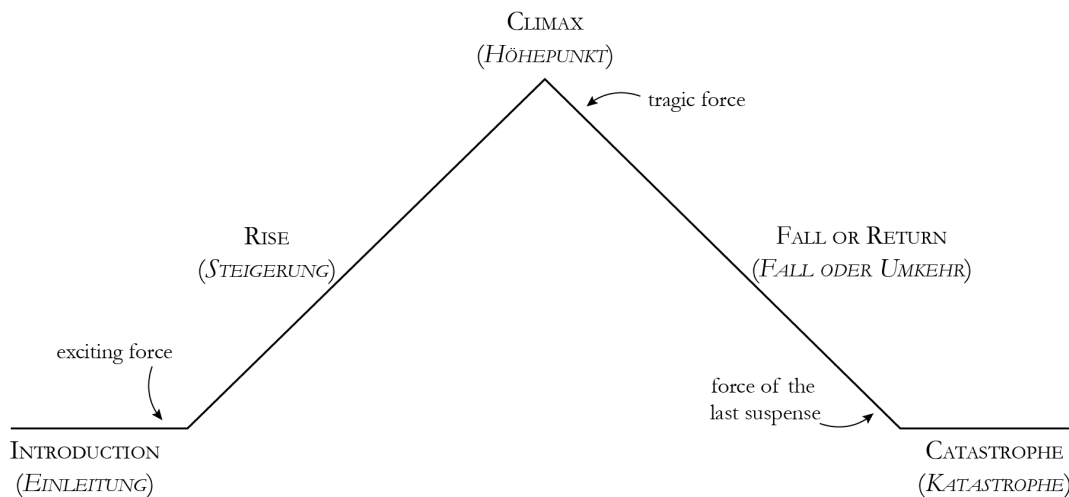 CLIMAX
(HÖHEPUNKT)
tragic force
RISE
(STEIGERUNG)
FALL OR RETURN
(FALL ODER UMKEHR)
exciting force
force of the
last suspense
INTRODUCTION
(EINLEITUNG)
CATASTROPHE
(KATASTROPHE)